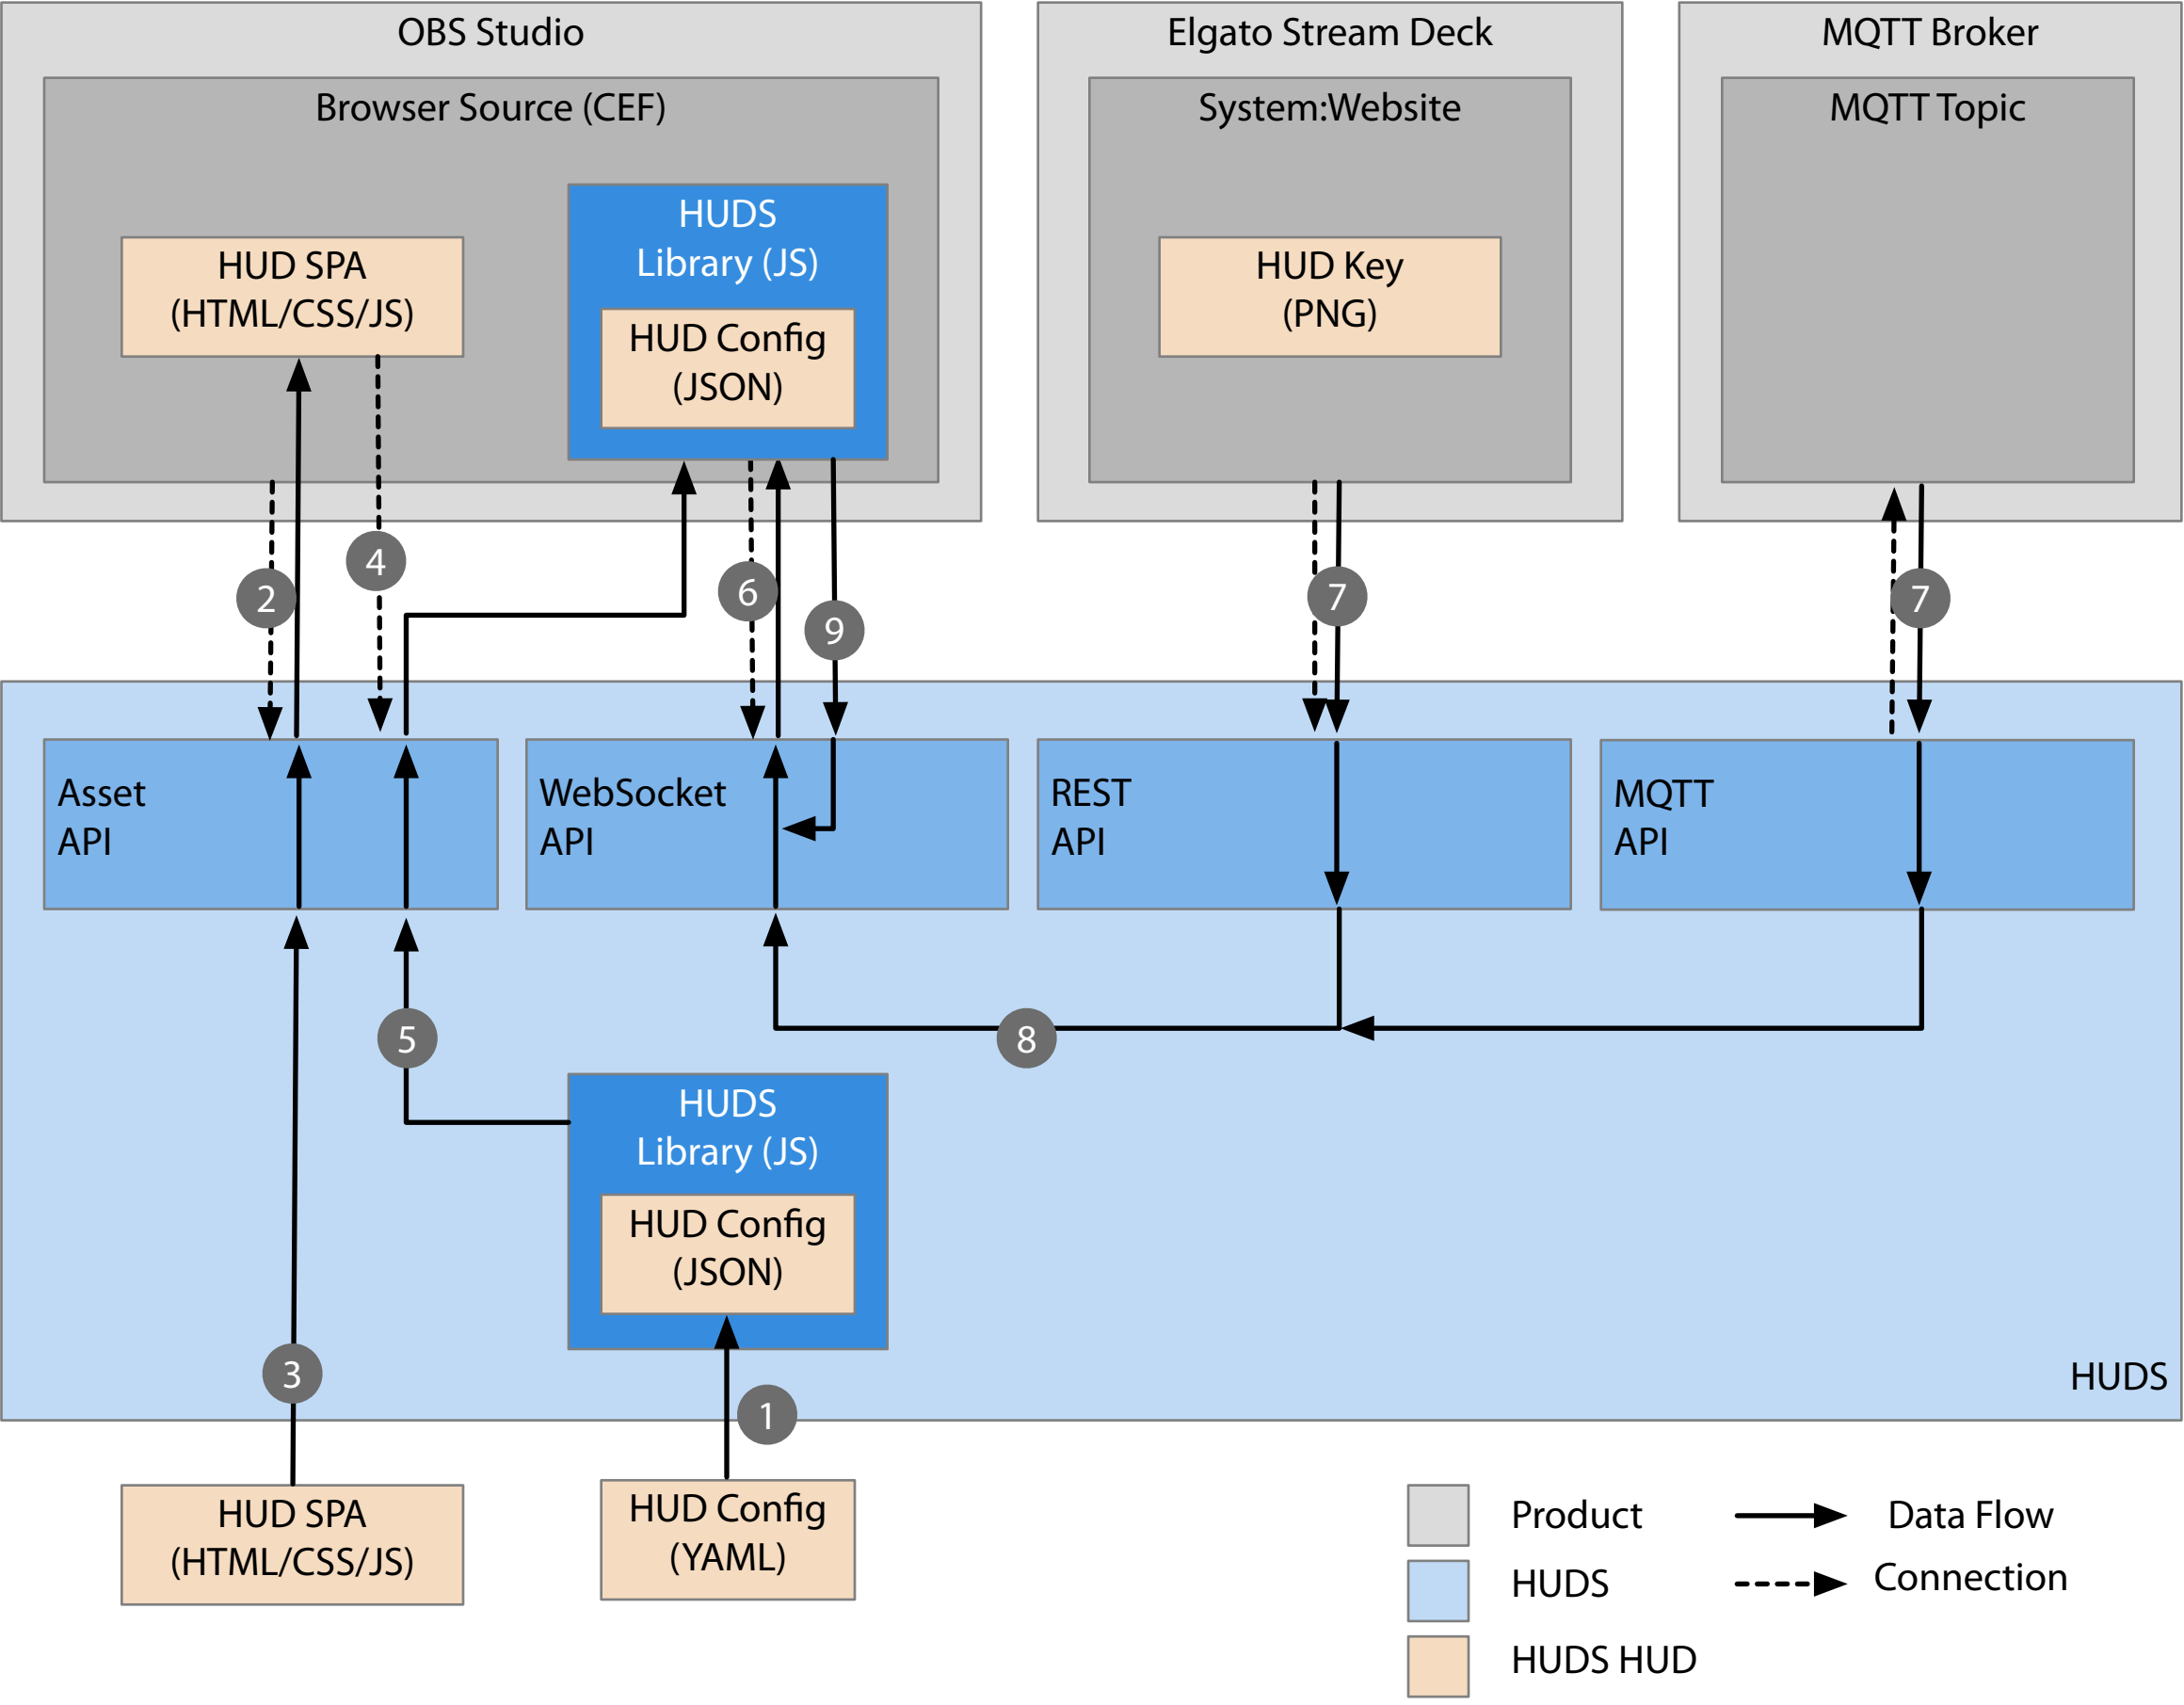 OBS Studio
Browser Source (CEF)
HUD SPA
(HTML/CSS/JS)
HUDS
Library (JS)
HUD Config
(JSON)
Elgato Stream Deck
System:Website
HUD Key
(PNG)
MQTT Broker
MQTT Topic
2
4
6
9
7
7
Asset
API
WebSocket
API
REST
API
MQTT
API
5
8
HUDS
Library (JS)
HUD Config
(JSON)
3
1
HUDS
HUD SPA
(HTML/CSS/JS)
HUD Config
(YAML)
Product
Data Flow
HUDS
Connection
HUDS HUD